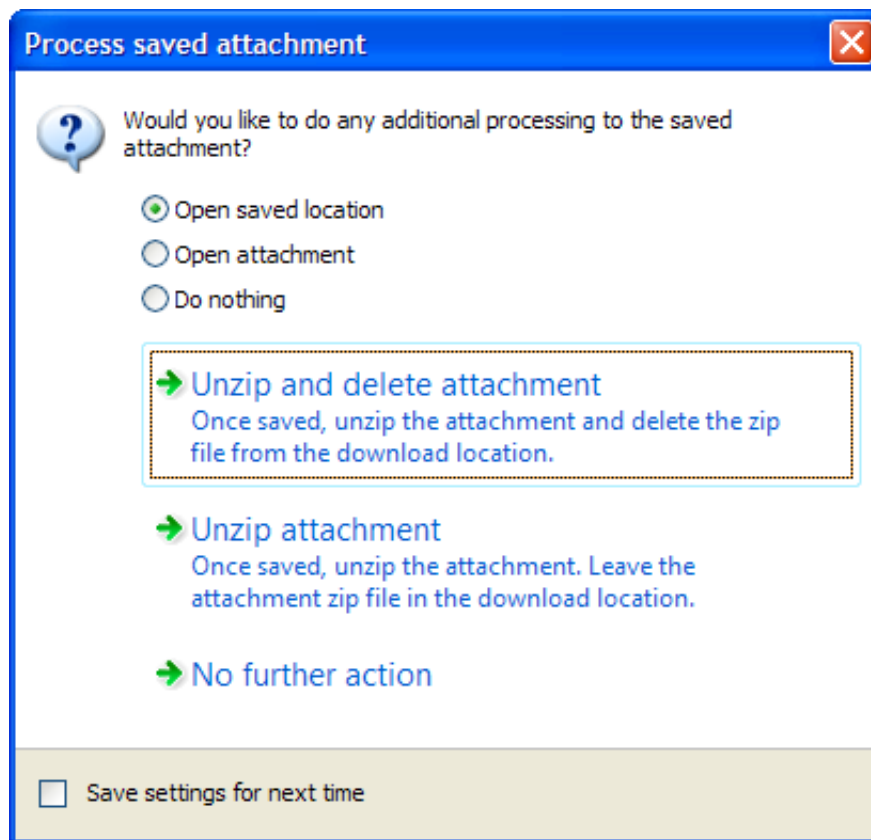 Process saved attachment
Would you like to do any additional processing to the saved
attachment?
Open saved location
Open attachment
Do nothing
Unzip and delete attachment
Once saved, unzip the attachment and delete the zip
file from the download location.
Unzip attachment
Once saved, unzip the attachment. Leave the
attachment zip file in the download location.
No further action
Save settings for next time